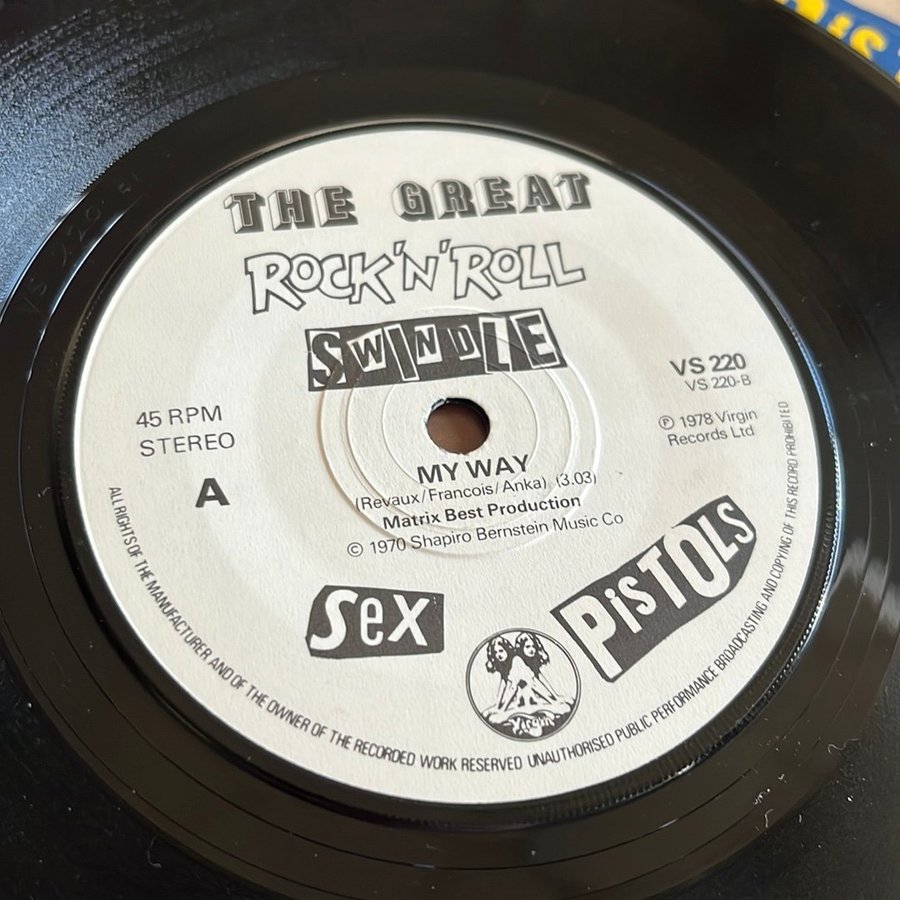 THE GREAT
ROCK'N'ROLL
SWINDLE
45 RPM
STEREO
A
VS 220
VS 220-B
℗ 1978 Virgin
Records Ltd
MY WAY
(Revaux/Francois/Anka) (3.03)
Matrix Best Production
© 1970 Shapiro Bernstein Music Co
SEX
PISTOLS
Virgin
ALL RIGHTS OF THE MANUFACTURER AND OF THE OWNER OF THE RECORDED WORK RESERVED UNAUTHORISED PUBLIC PERFORMANCE BROADCASTING AND COPYING OF THIS RECORD PROHIBITED